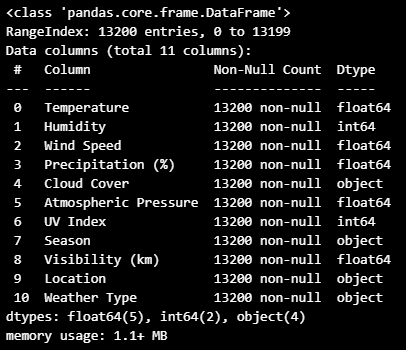 <class 'pandas.core.frame.DataFrame'>
RangeIndex: 13200 entries, 0 to 13199
Data columns (total 11 columns):
 #   Column                Non-Null Count  Dtype
---  ------                --------------  -----
 0   Temperature           13200 non-null  float64
 1   Humidity              13200 non-null  int64
 2   Wind Speed            13200 non-null  float64
 3   Precipitation (%)     13200 non-null  float64
 4   Cloud Cover           13200 non-null  object
 5   Atmospheric Pressure  13200 non-null  float64
 6   UV Index              13200 non-null  int64
 7   Season                13200 non-null  object
 8   Visibility (km)       13200 non-null  float64
 9   Location              13200 non-null  object
 10  Weather Type          13200 non-null  object
dtypes: float64(5), int64(2), object(4)
memory usage: 1.1+ MB